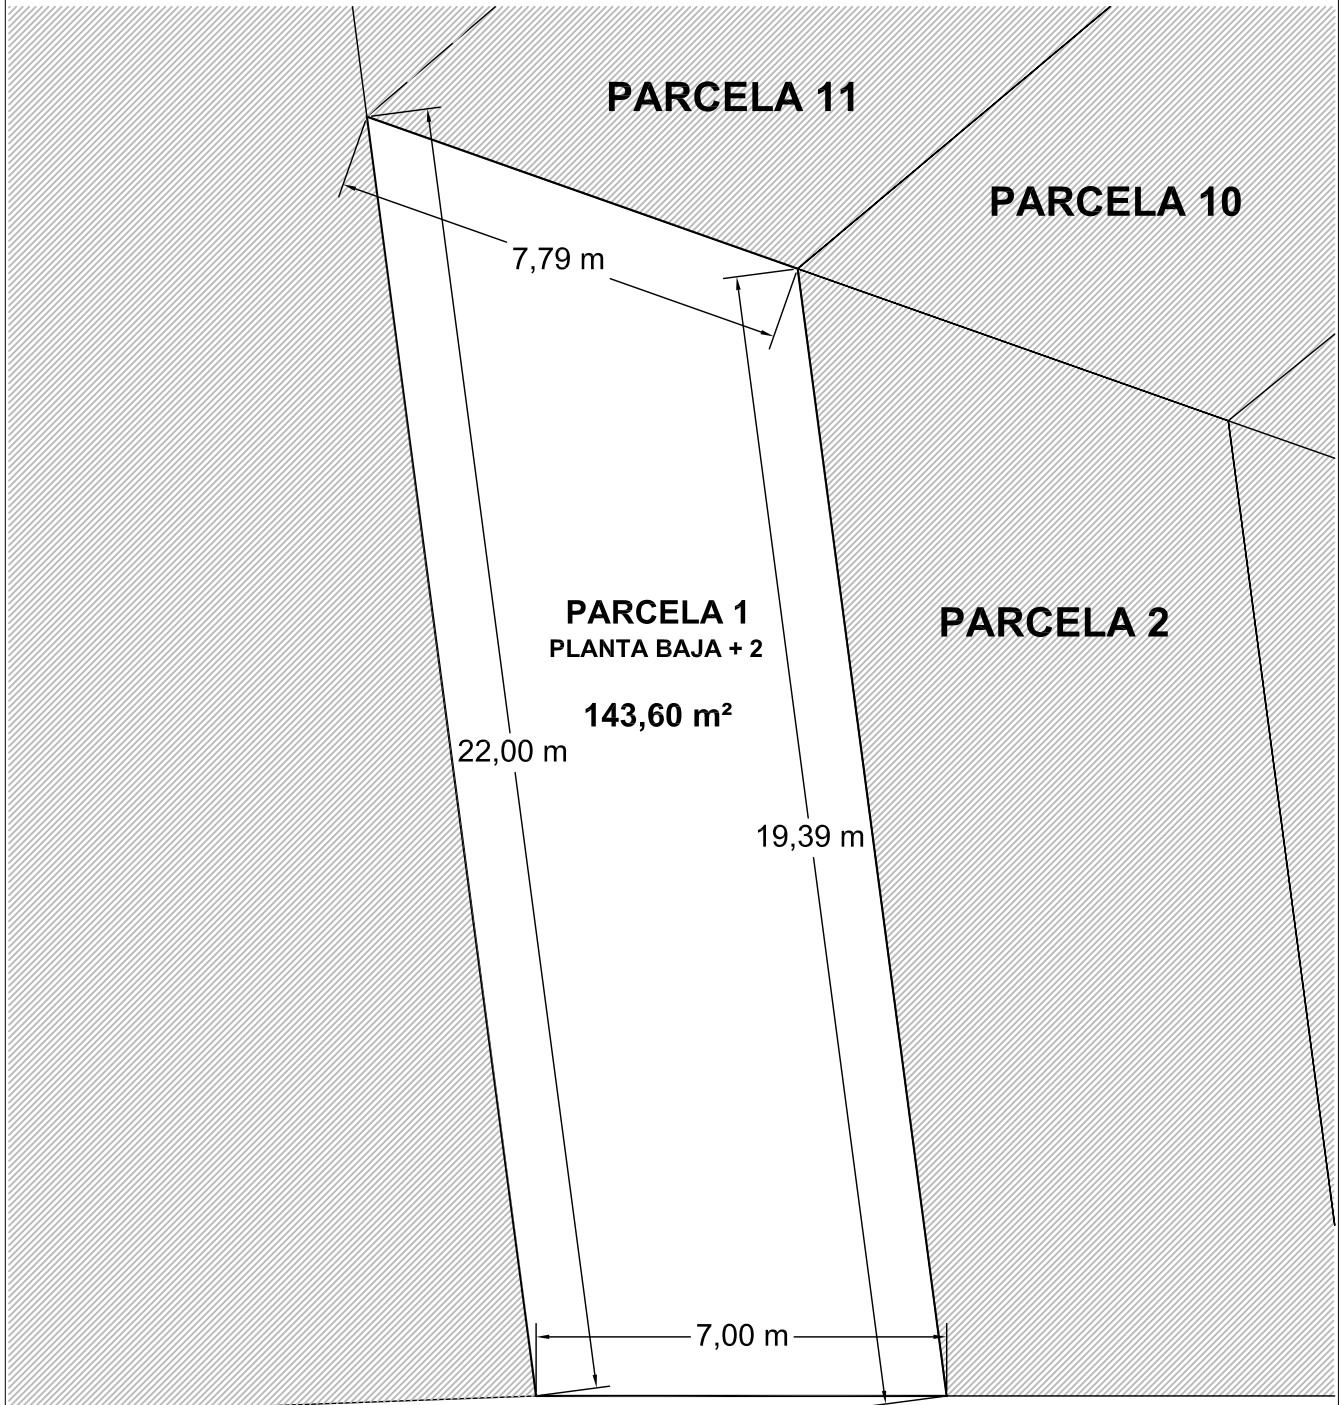 PARCELA 11
PARCELA 10
7,79 m
PARCELA 1
PLANTA BAJA + 2
PARCELA 2
143,60 m²
22,00 m
19,39 m
7,00 m